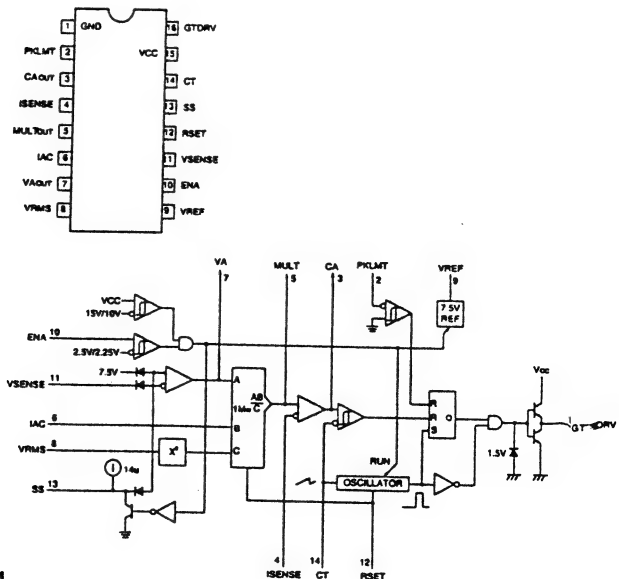 1 GND
16 GTDRV
PKLMT 2
VCC 15
CAOUT 3
14 CT
ISENSE 4
13 SS
MULTOUT 5
12 RSET
IAC 6
11 VSENSE
VAOUT 7
10 ENA
VRMS 8
9 VREF
VA
7
MULT
5
CA
3
PKLMT
2
VREF
9
VCC
15V/10V
7.5V
REF
ENA 10
2.5V/2.25V
7.5V
VSENSE 11
A
AB
C
1M
IAC 6
B
VRMS 8
X²
C
SS 13
14u
R
R
S
Q
RUN
OSCILLATOR
Vcc
1.5V
1
GT DRV
4
ISENSE
14
CT
12
RSET